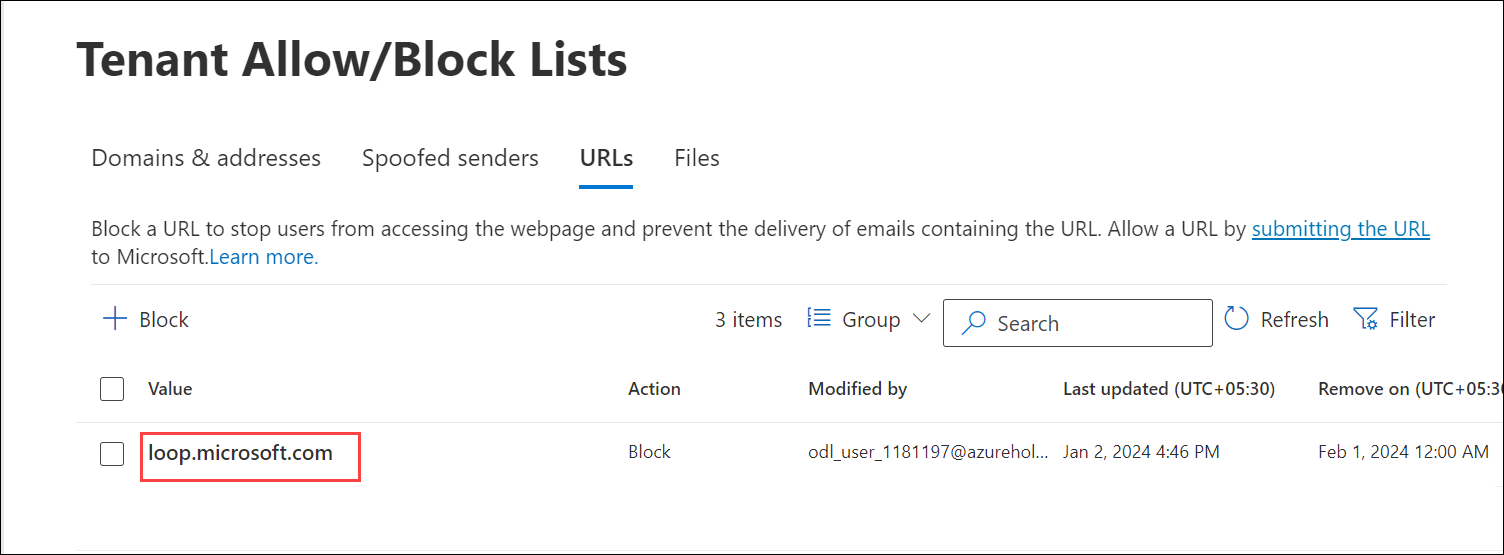 Tenant Allow/Block Lists
Domains & addresses Spoofed senders URLs Files
Block a URL to stop users from accessing the webpage and prevent the delivery of emails containing the URL. Allow a URL by submitting the URL
to Microsoft.Learn more.
Block 3 items Group Search Refresh Filter
Value Action Modified by Last updated (UTC+05:30) Remove on (UTC+05:30
loop.microsoft.com Block odl_user_1181197@azurehol... Jan 2, 2024 4:46 PM Feb 1, 2024 12:00 AM